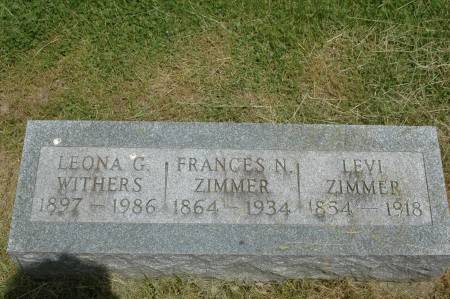 LEONA G.
WITHERS
1897 — 1986
FRANCES N.
ZIMMER
1864 — 1934
LEVI
ZIMMER
1854 — 1918